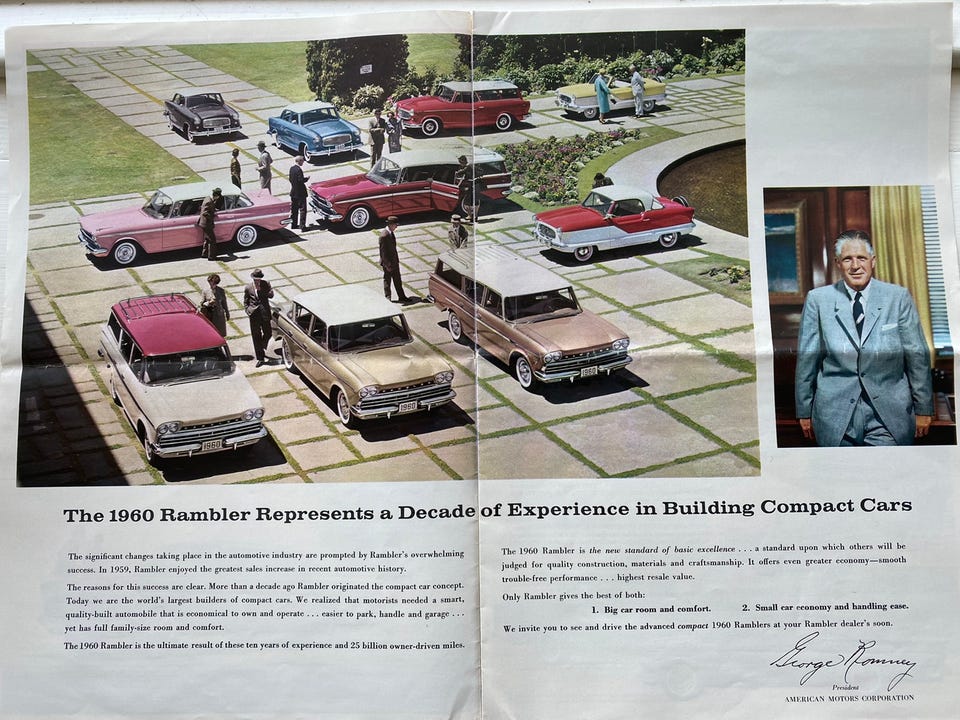 1960
1960
1960
The 1960 Rambler Represents a Decade of Experience in Building Compact Cars
The significant changes taking place in the automotive industry are prompted by Rambler's overwhelming
success. In 1959, Rambler enjoyed the greatest sales increase in recent automotive history.
The reasons for this success are clear. More than a decade ago Rambler originated the compact car concept.
Today we are the world's largest builders of compact cars. We realized that motorists needed a smart,
quality-built automobile that is economical to own and operate . . . easier to park, handle and garage . . .
yet has full family-size room and comfort.
The 1960 Rambler is the ultimate result of these ten years of experience and 25 billion owner-driven miles.
The 1960 Rambler is the new standard of basic excellence . . . a standard upon which others will be
judged for quality construction, materials and craftsmanship. It offers even greater economy—smooth
trouble-free performance . . . highest resale value.
Only Rambler gives the best of both:
1. Big car room and comfort. 2. Small car economy and handling ease.
We invite you to see and drive the advanced compact 1960 Ramblers at your Rambler dealer's soon.
George Romney
President
AMERICAN MOTORS CORPORATION